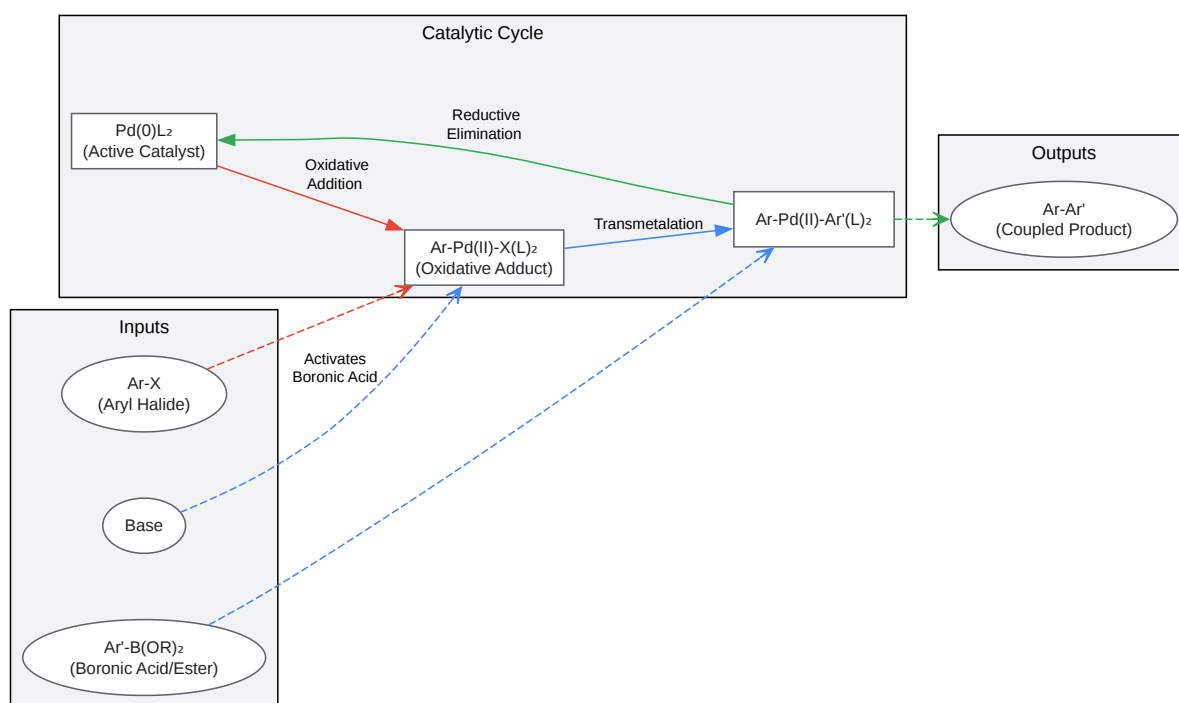 Catalytic Cycle
Pd(0)L₂
(Active Catalyst)
Reductive
Elimination
Oxidative
Addition
Ar-Pd(II)-X(L)₂
(Oxidative Adduct)
Transmetalation
Ar-Pd(II)-Ar'(L)₂
Outputs
Ar-Ar'
(Coupled Product)
Inputs
Ar-X
(Aryl Halide)
Activates
Boronic Acid
Base
Ar'-B(OR)₂
(Boronic Acid/Ester)